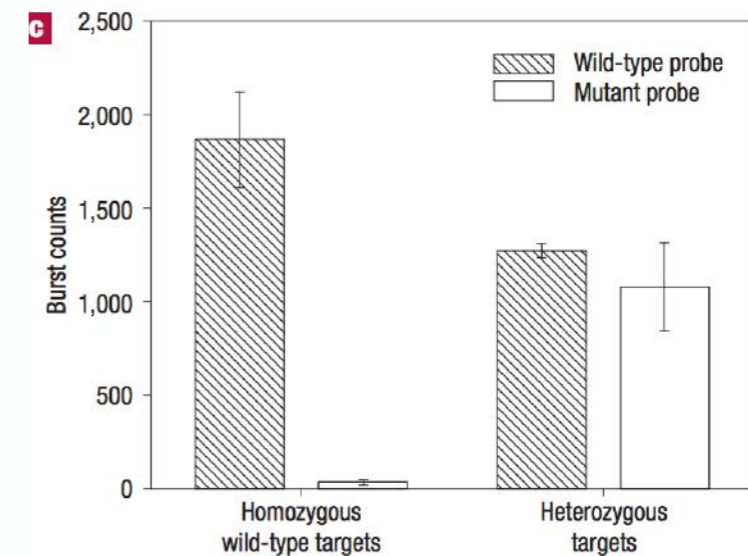 c
2,500
2,000
1,500
1,000
500
0
Burst counts
Wild-type probe
Mutant probe
Homozygous
wild-type targets
Heterozygous
targets